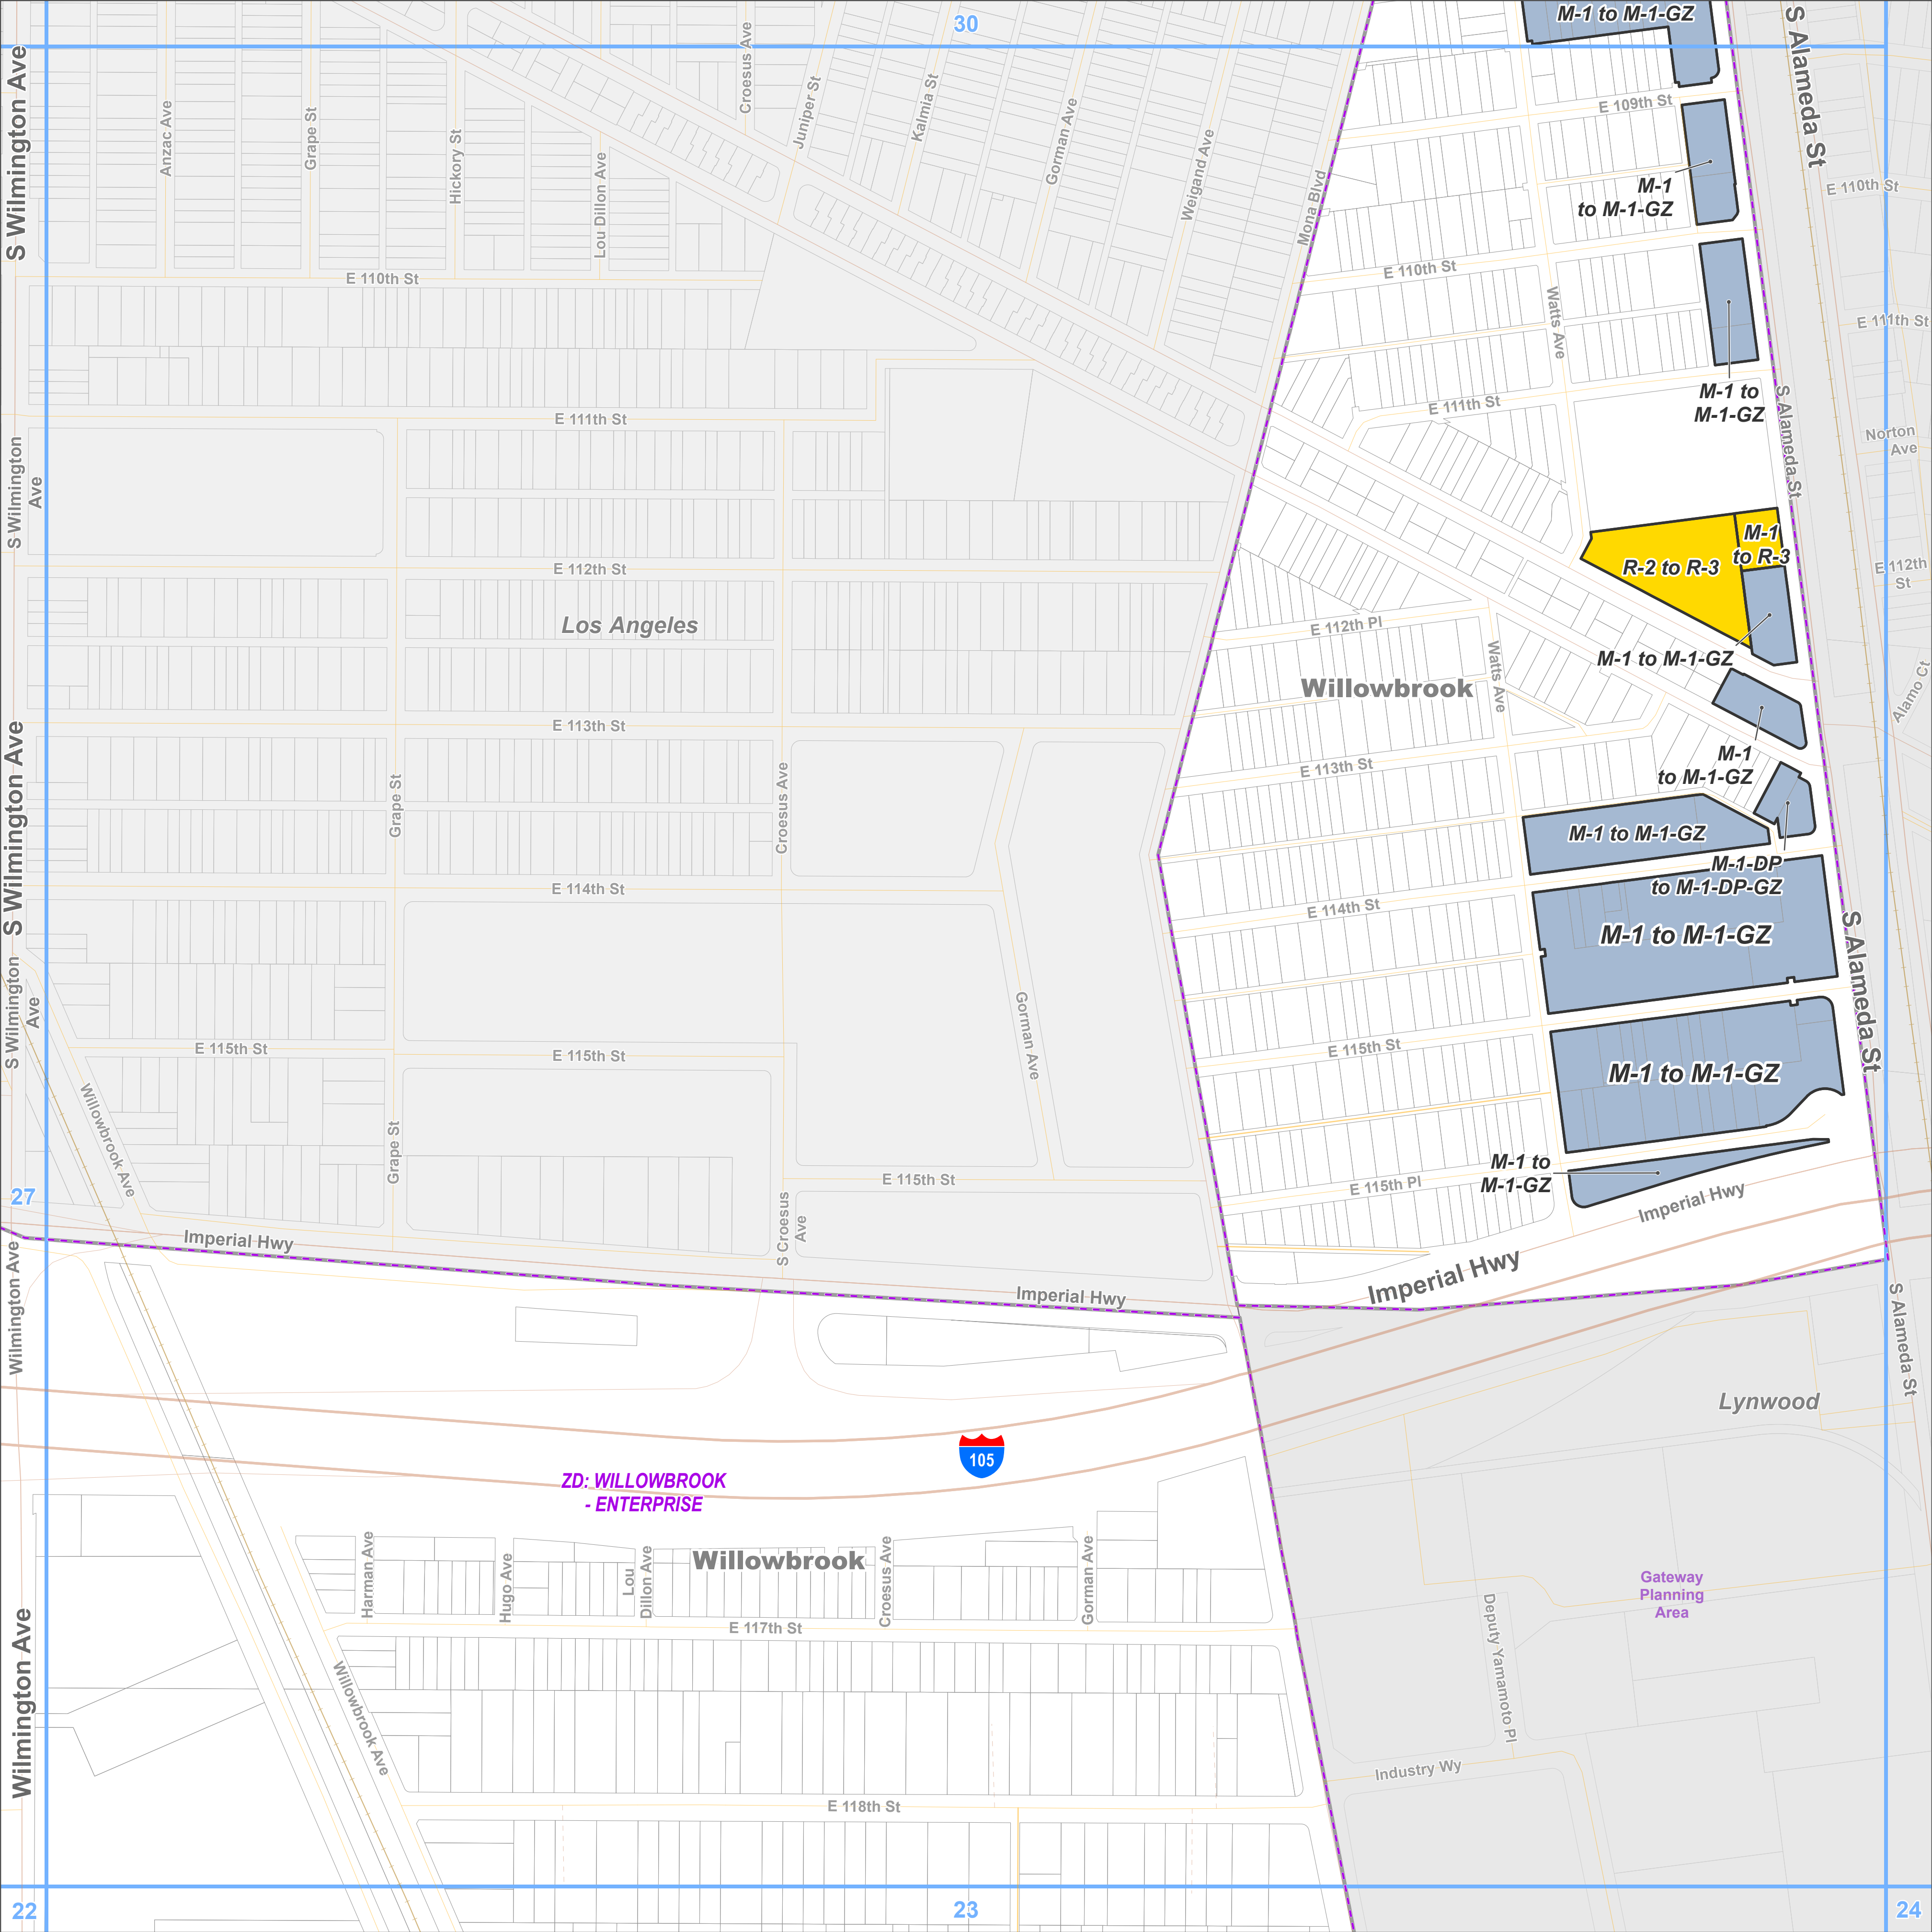 30
M-1 to M-1-GZ
S Alameda St
S Wilmington Ave
Anzac Ave
Grape St
Hickory St
Lou Dillon Ave
Croesus Ave
Juniper St
Kalmia St
Gorman Ave
Weigand Ave
Mona Blvd
E 109th St
M-1
to M-1-GZ
E 110th St
E 110th St
E 110th St
Watts Ave
E 111th St
M-1 to
M-1-GZ
S Alameda St
E 111th St
E 111th St
Norton
Ave
S Wilmington
Ave
E 112th St
M-1
to R-3
R-2 to R-3
E 112th
St
Los Angeles
E 112th Pl
M-1 to M-1-GZ
Willowbrook
Watts Ave
Alamo Ct
E 113th St
M-1
to M-1-GZ
E 113th St
S Wilmington Ave
Grape St
Croesus Ave
M-1 to M-1-GZ
M-1-DP
to M-1-DP-GZ
E 114th St
E 114th St
M-1 to M-1-GZ
S Alameda St
S Wilmington
Ave
Gorman Ave
E 115th St
E 115th St
E 115th St
M-1 to M-1-GZ
Willowbrook Ave
Grape St
E 115th St
M-1 to
M-1-GZ
E 115th Pl
27
S Croesus
Ave
Imperial Hwy
Imperial Hwy
Imperial Hwy
Imperial Hwy
Wilmington Ave
S Alameda St
Lynwood
105
ZD: WILLOWBROOK
- ENTERPRISE
Willowbrook
Harman Ave
Hugo Ave
Lou
Dillon Ave
Croesus Ave
Gorman Ave
Gateway
Planning
Area
E 117th St
Deputy Yamamoto Pl
Wilmington Ave
Willowbrook Ave
Industry Wy
E 118th St
22
23
24